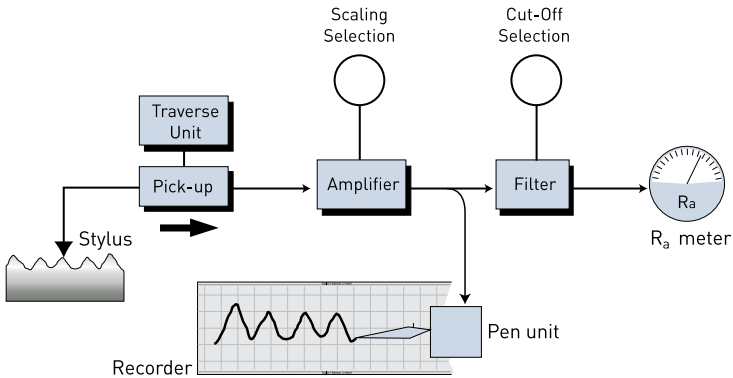 Scaling
Selection
Cut-Off
Selection
Traverse
Unit
Pick-up
Amplifier
Filter
Ra
Ra meter
Stylus
Pen unit
Recorder